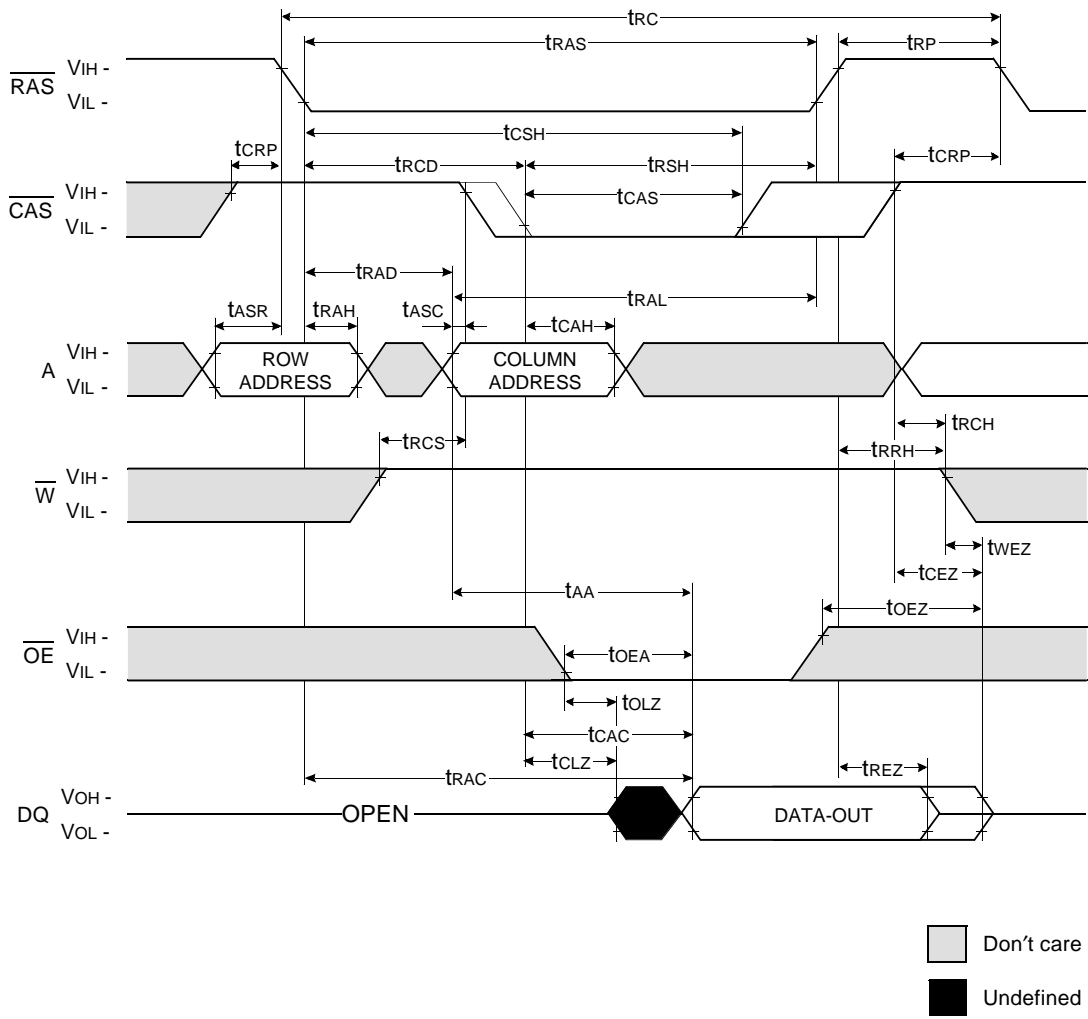 tRC
tRAS
tRP
RAS
VIH -
VIL -
tCSH
tCRP
tRCD
tRSH
tCRP
CAS
VIH -
VIL -
tCAS
tRAD
tRAL
tASR
tRAH
tASC
tCAH
A
VIH -
VIL -
ROW
ADDRESS
COLUMN
ADDRESS
tRCH
tRCS
tRRH
W
VIH -
VIL -
tWEZ
tCEZ
tAA
tOEZ
OE
VIH -
VIL -
tOEA
tOLZ
tCAC
tCLZ
tREZ
tRAC
DQ
VOH -
VOL -
OPEN
DATA-OUT
Don't care
Undefined